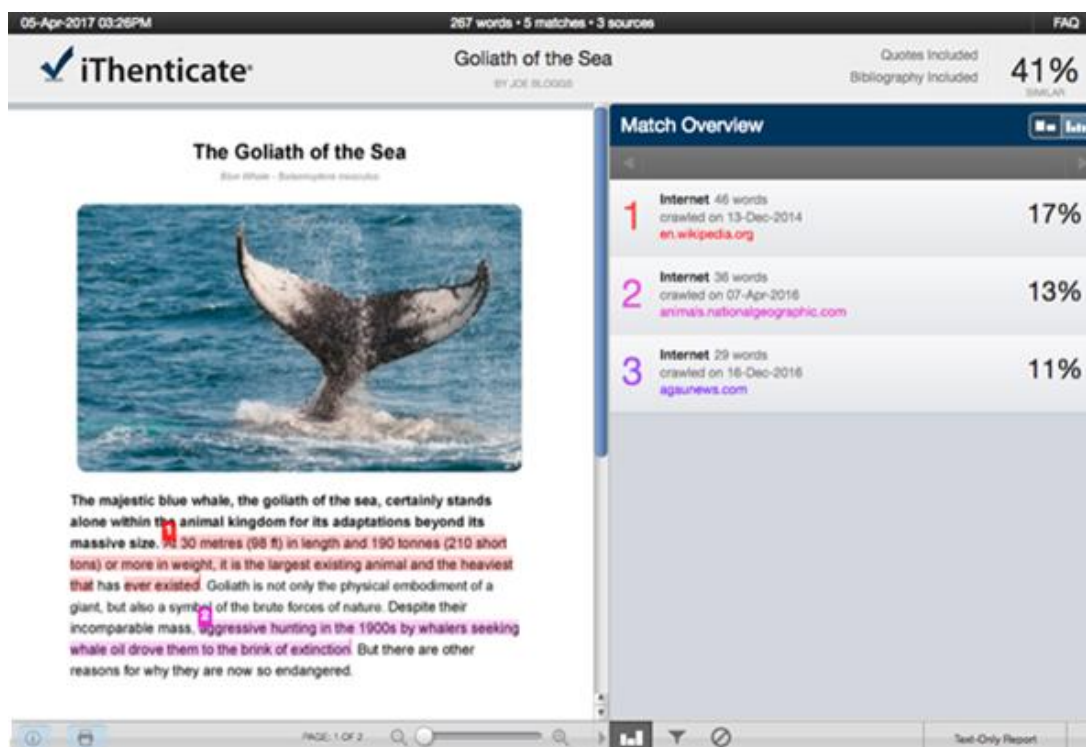 05-Apr-2017 03:26PM
267 words • 5 matches • 3 sources
FAQ
iThenticate®
Goliath of the Sea
BY JOE BLOGGS
Quotes Included
Bibliography Included
41%
SIMILAR
The Goliath of the Sea
Blue Whale - Balaenoptera musculus
The majestic blue whale, the goliath of the sea, certainly stands
alone within the animal kingdom for its adaptations beyond its
1
massive size. At 30 metres (98 ft) in length and 190 tonnes (210 short
tons) or more in weight, it is the largest existing animal and the heaviest
that has ever existed. Goliath is not only the physical embodiment of a
giant, but also a symbol of the brute forces of nature. Despite their
2
incomparable mass, aggressive hunting in the 1900s by whalers seeking
whale oil drove them to the brink of extinction. But there are other
reasons for why they are now so endangered.
PAGE: 1 OF 2
Match Overview
1
Internet 46 words
crawled on 13-Dec-2014
en.wikipedia.org
17%
2
Internet 36 words
crawled on 07-Apr-2016
animals.nationalgeographic.com
13%
3
Internet 29 words
crawled on 16-Dec-2016
agsunews.com
11%
Text-Only Report